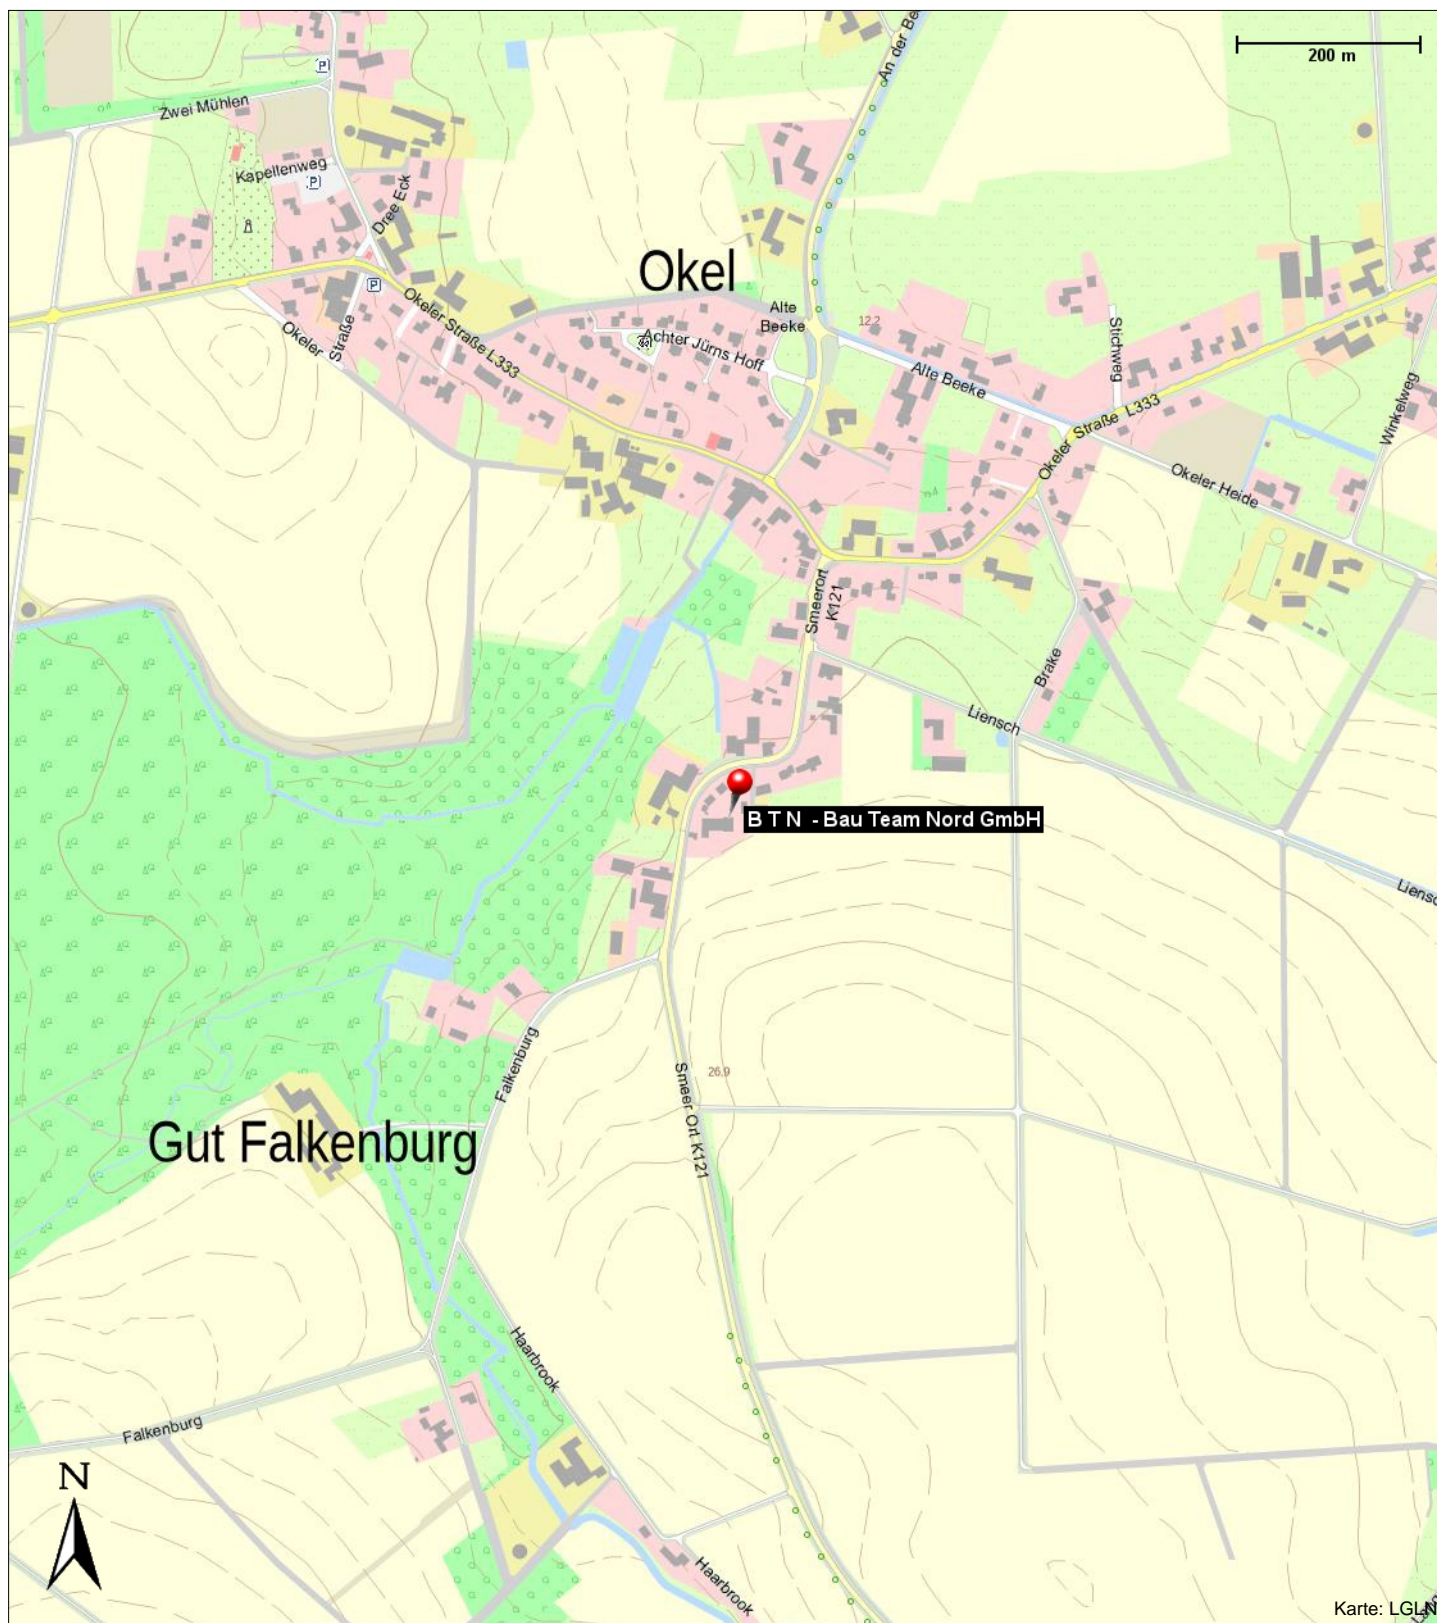 An der Be
200 m
P
Zwei Mühlen
Kapellenweg
P
Dree Eck
Okel
P
Okeler Straße L333
Alte
Beeke
12.2
Okeler
Straße
Achter Jürns Hoff
Stichweg
Alte Beeke
Winkelweg
Okeler Straße L333
Okeler Heide
Smeerort
K121
Brake
Liensch
B T N - Bau Team Nord GmbH
Liensc
Falkenburg
Smeer Ort K121
26.9
Gut Falkenburg
Haarbrook
Falkenburg
N
Haarbrook
Karte: LGLN